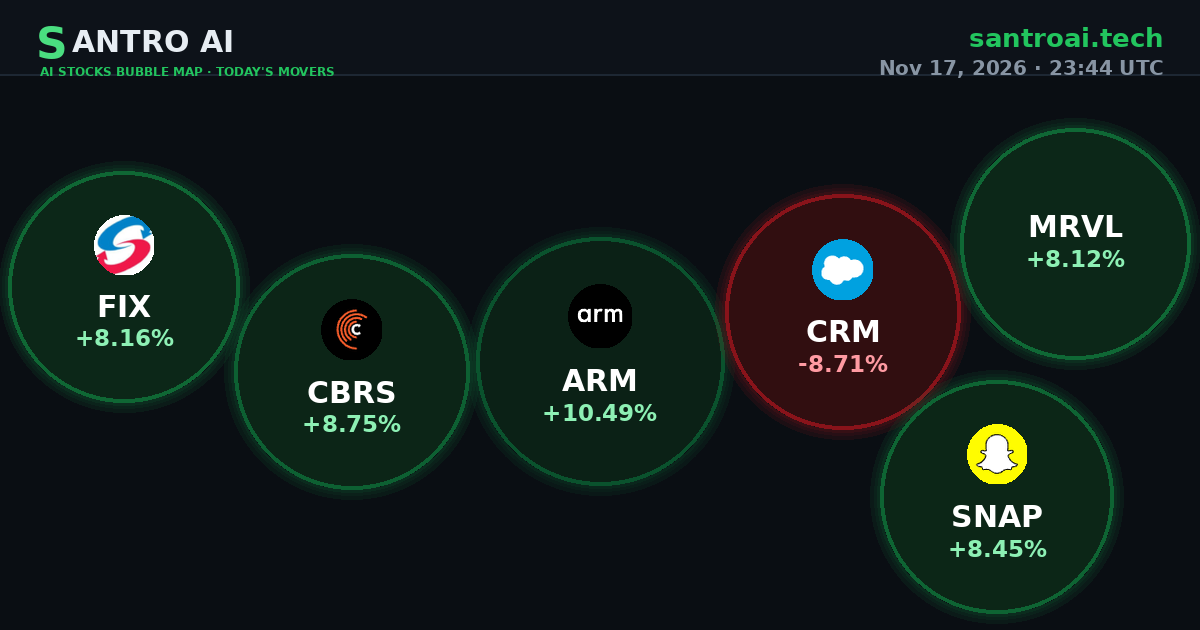 SANTRO AI
AI STOCKS BUBBLE MAP · TODAY'S MOVERS
santroai.tech
Nov 17, 2026 · 23:44 UTC
FIX
+8.16%
C
CBRS
+8.75%
arm
ARM
+10.49%
CRM
-8.71%
MRVL
+8.12%
SNAP
+8.45%